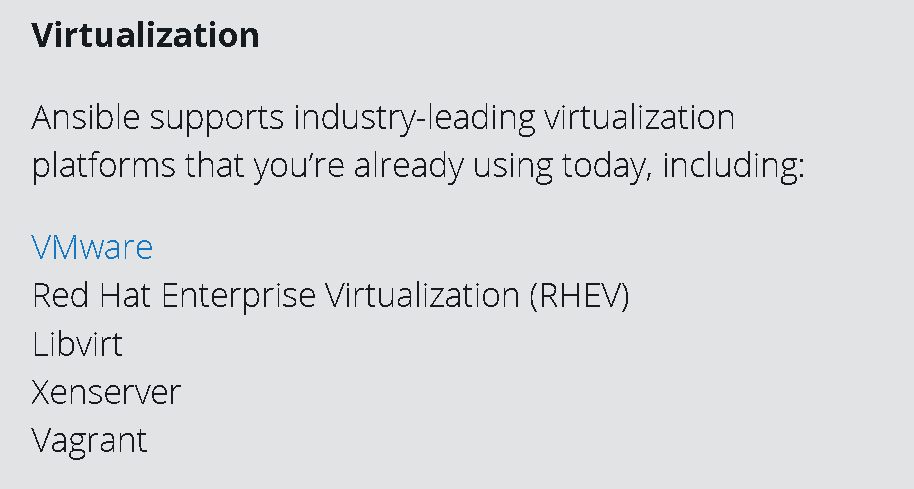 Virtualization
Ansible supports industry-leading virtualization
platforms that you’re already using today, including:
VMware
Red Hat Enterprise Virtualization (RHEV)
Libvirt
Xenserver
Vagrant